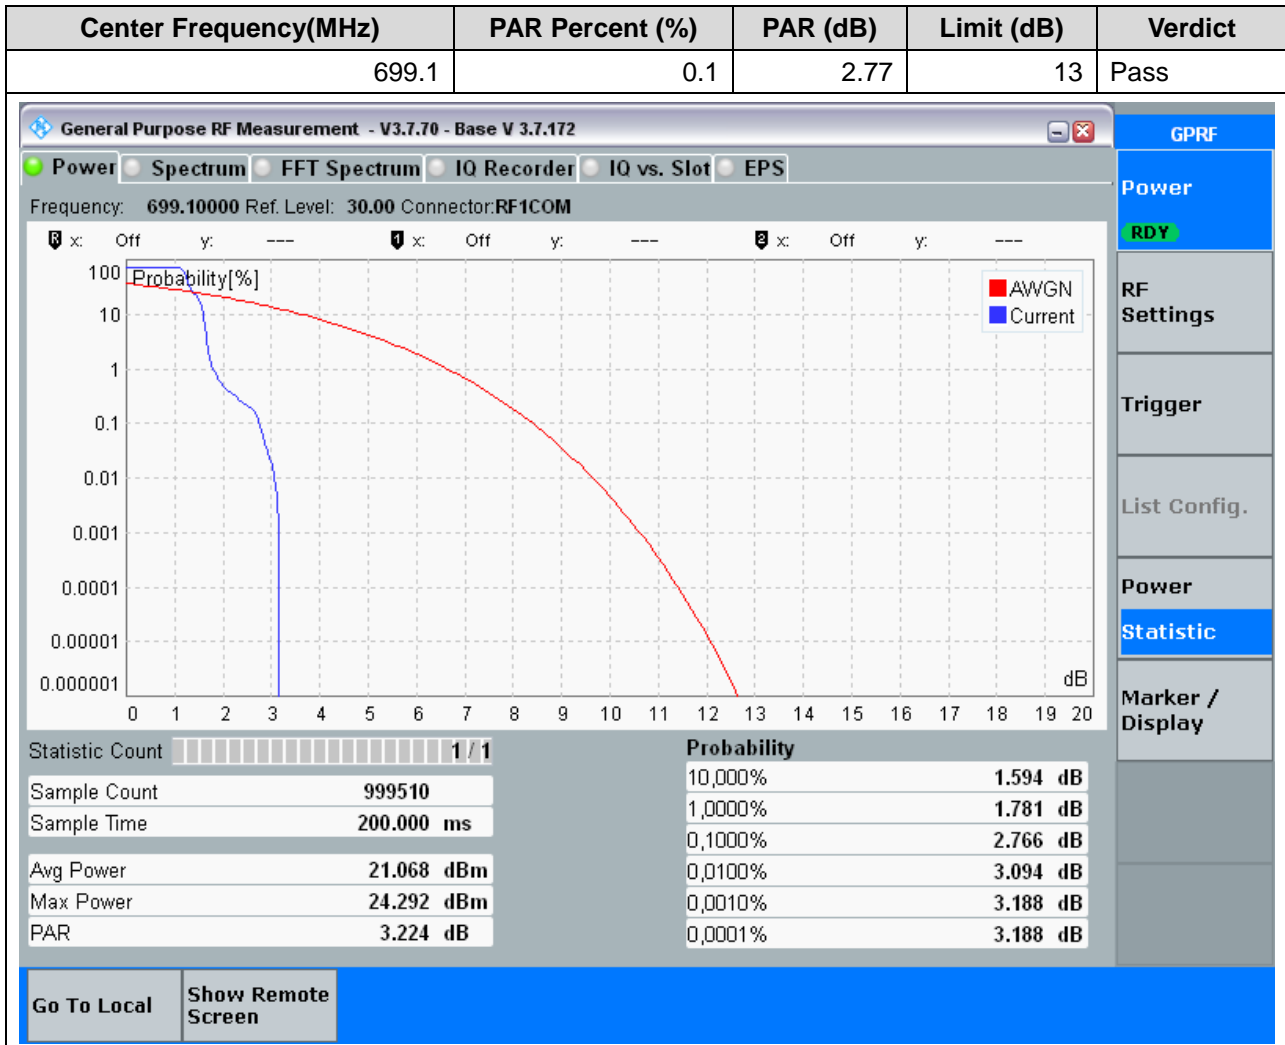 Center Frequency(MHz) PAR Percent (%) PAR (dB) Limit (dB) Verdict
699.1 0.1 2.77 13 Pass
General Purpose RF Measurement - V3.7.70 - Base V 3.7.172
GPRF
Power Spectrum FFT Spectrum IQ Recorder IQ vs. Slot EPS
Power
RDY
Frequency: 699.10000 Ref. Level: 30.00 Connector:RF1COM
R x: Off y: --- 1 x: Off y: --- 2 x: Off y: ---
Probability[%]
100
10
1
0.1
0.01
0.001
0.0001
0.00001
0.000001
AWGN
Current
dB
0 1 2 3 4 5 6 7 8 9 10 11 12 13 14 15 16 17 18 19 20
RF
Settings
Trigger
List Config.
Power
Statistic
Marker /
Display
Statistic Count 1 / 1
Sample Count 999510
Sample Time 200.000 ms
Avg Power 21.068 dBm
Max Power 24.292 dBm
PAR 3.224 dB
Probability
10,000% 1.594 dB
1,0000% 1.781 dB
0,1000% 2.766 dB
0,0100% 3.094 dB
0,0010% 3.188 dB
0,0001% 3.188 dB
Go To Local
Show Remote
Screen